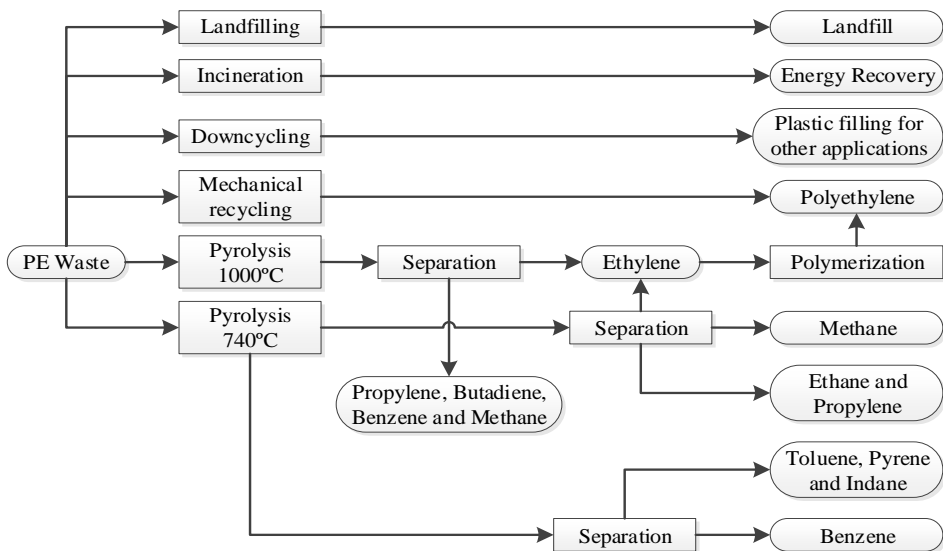 Landfilling
Landfill
Incineration
Energy Recovery
Downcycling
Plastic filling for
other applications
Mechanical
recycling
Polyethylene
PE Waste
Pyrolysis
1000ºC
Separation
Ethylene
Polymerization
Pyrolysis
740ºC
Separation
Methane
Propylene, Butadiene,
Benzene and Methane
Ethane and
Propylene
Toluene, Pyrene
and Indane
Separation
Benzene